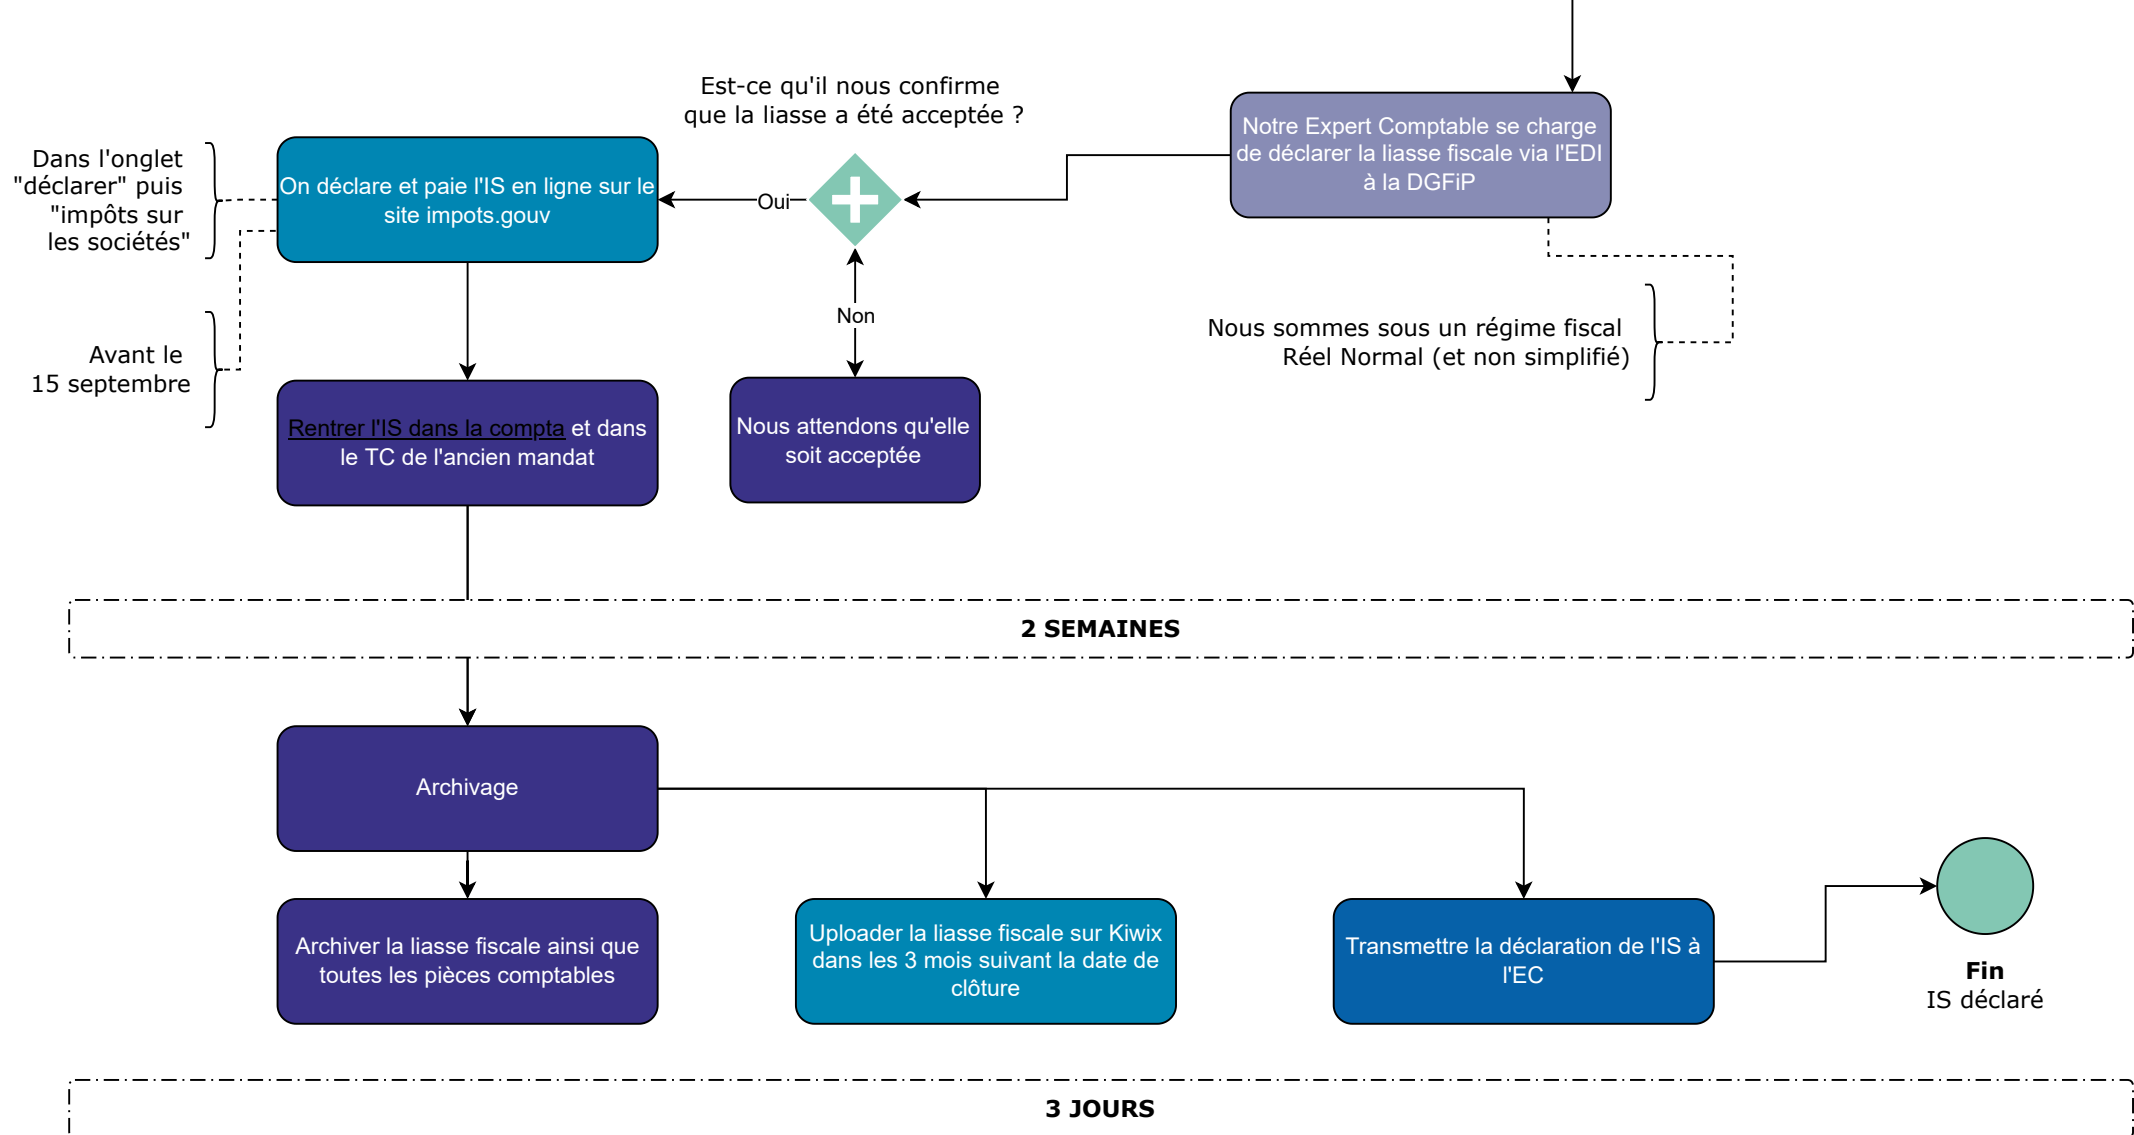 Est-ce qu'il nous confirme
que la liasse a été acceptée ?
Notre Expert Comptable se charge
de déclarer la liasse fiscale via l'EDI
à la DGFiP
Dans l'onglet
"déclarer" puis
"impôts sur
les sociétés"
On déclare et paie l'IS en ligne sur le
site impots.gouv
Oui
Non
Nous sommes sous un régime fiscal
Réel Normal (et non simplifié)
Avant le
15 septembre
Rentrer l'IS dans la compta et dans
le TC de l'ancien mandat
Nous attendons qu'elle
soit acceptée
2 SEMAINES
Archivage
Archiver la liasse fiscale ainsi que
toutes les pièces comptables
Uploader la liasse fiscale sur Kiwix
dans les 3 mois suivant la date de
clôture
Transmettre la déclaration de l'IS à
l'EC
Fin
IS déclaré
3 JOURS